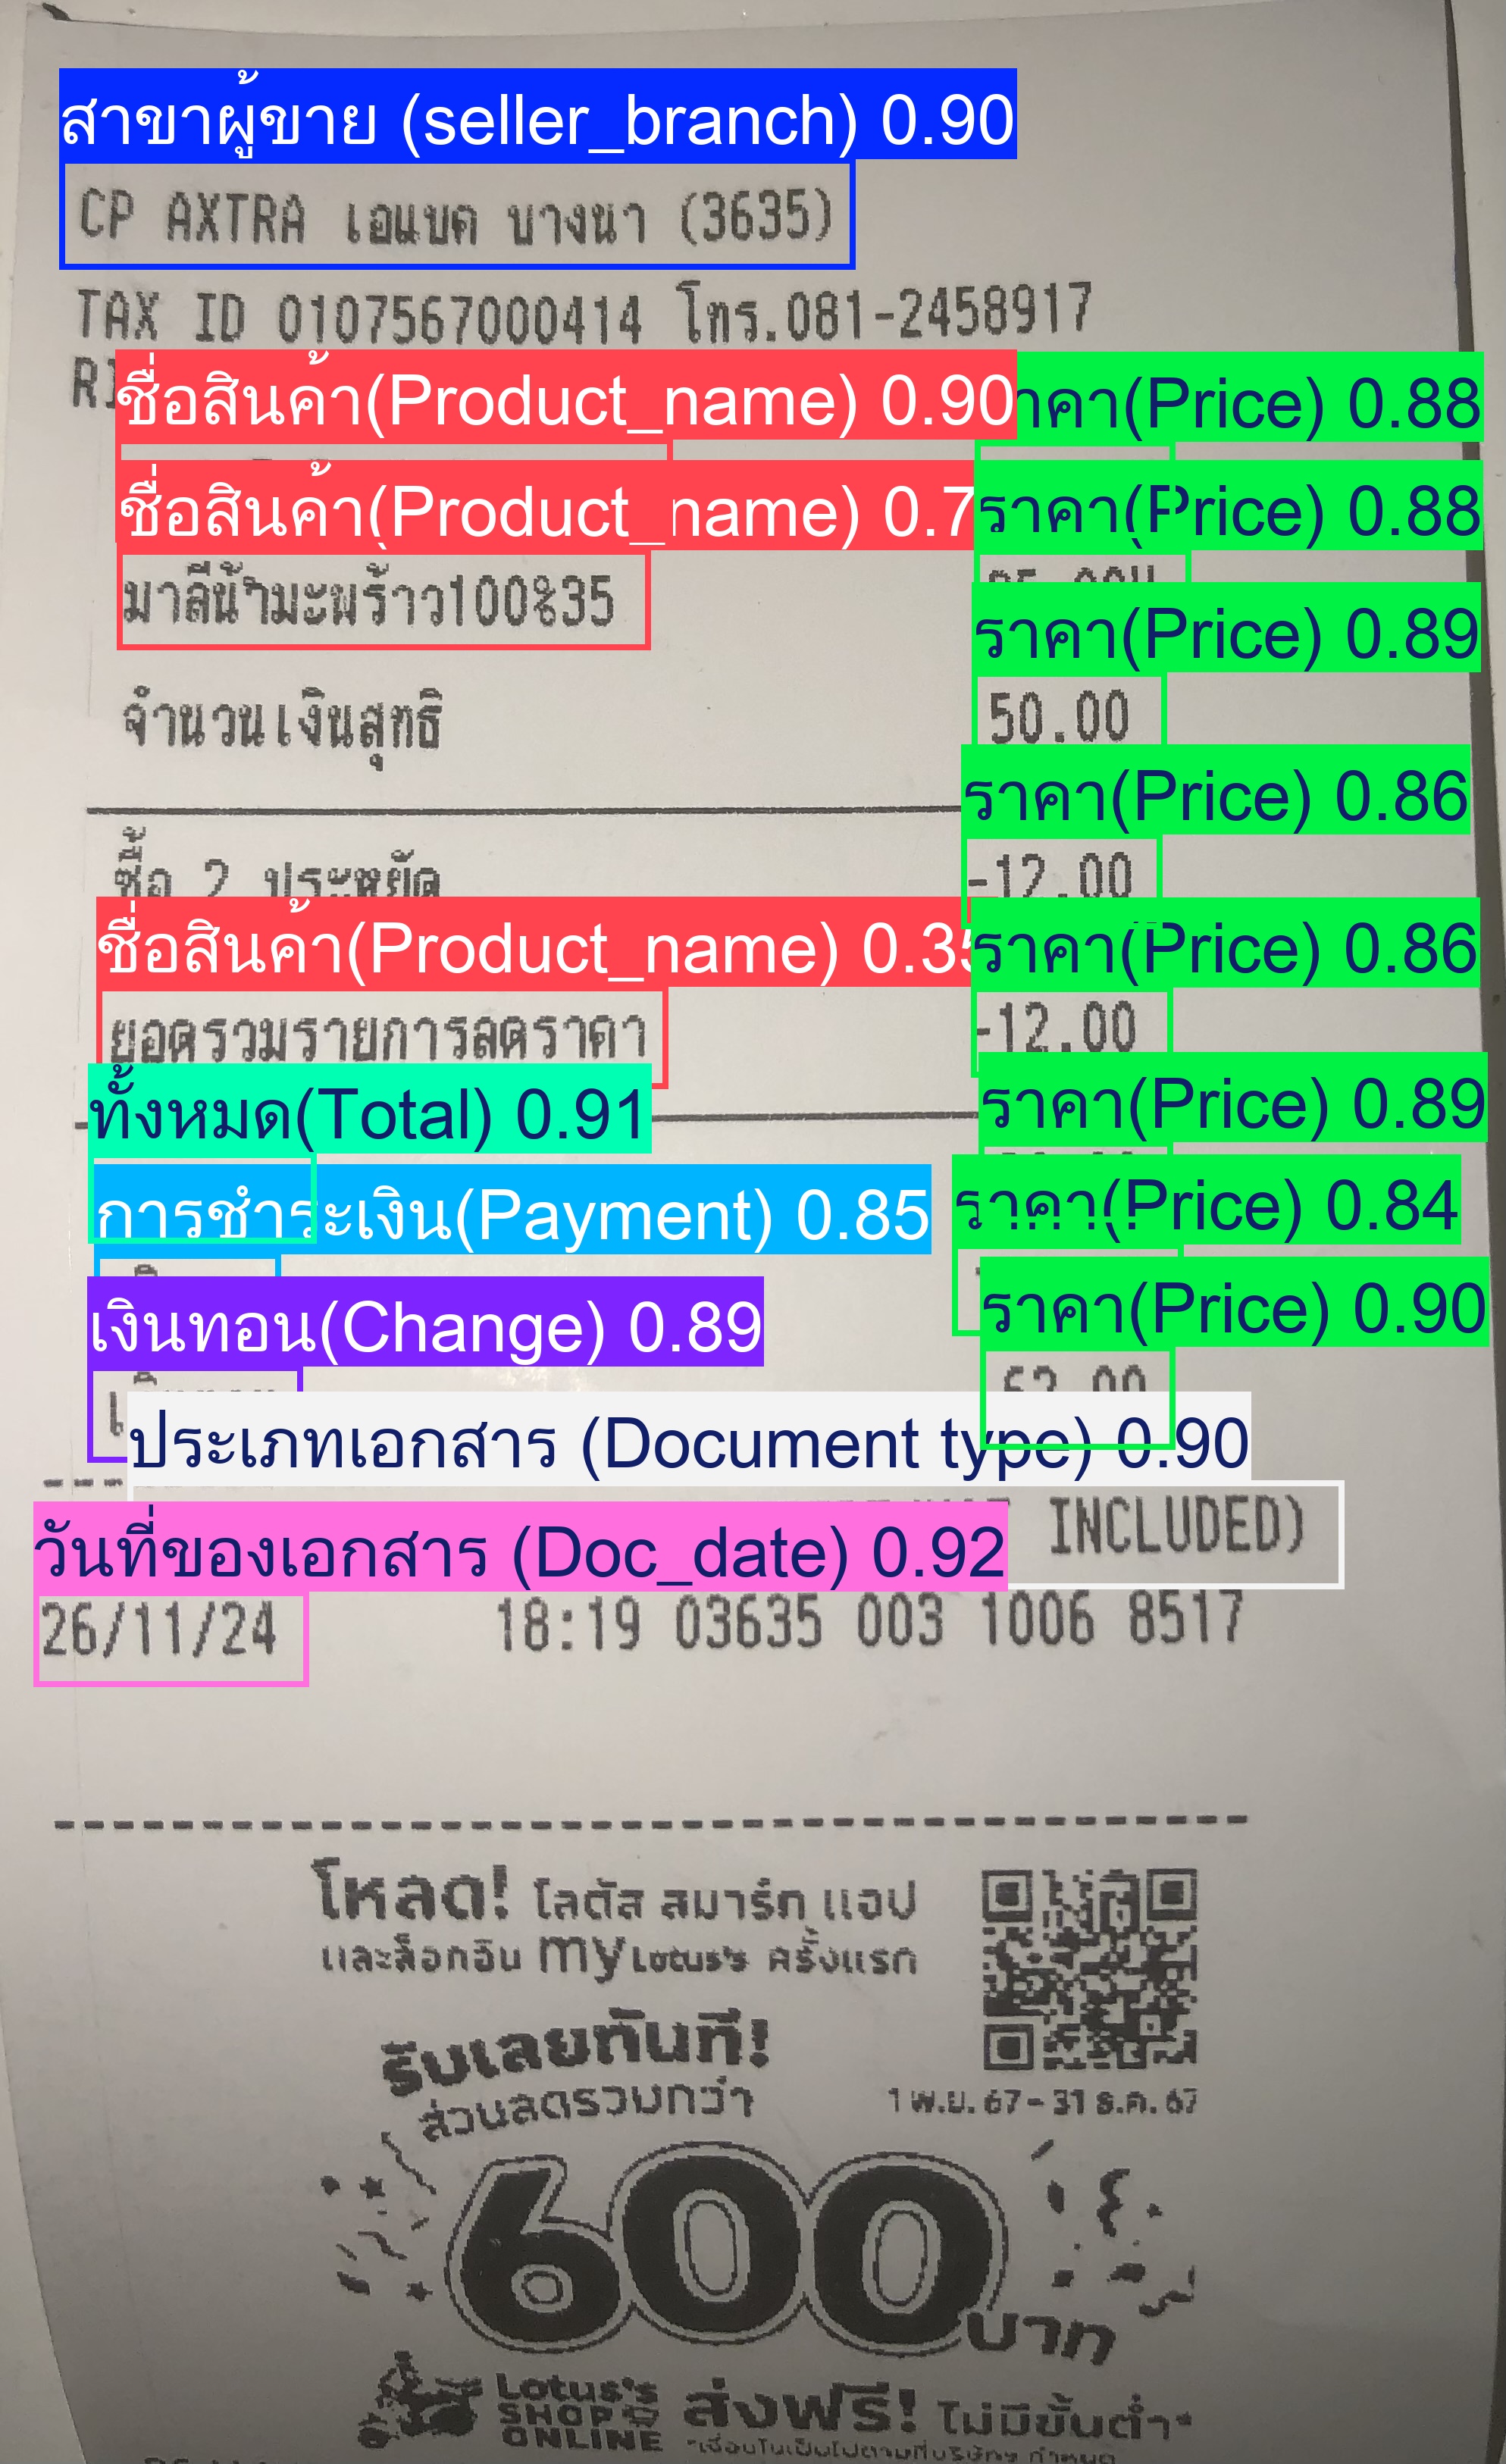 สาขาผู้ขาย (seller_branch) 0.90
CP AXTRA เอแบค บางนา (3635)
TAX ID 0107567000414 โทร.081-2458917
ชื่อสินค้า(Product_name) 0.90 าคา(Price) 0.88
ชื่อสินค้า(Product_name) 0.7 ราคา(Price) 0.88
มาลีน้ำมะพร้าว100%35
ราคา(Price) 0.89
จำนวนเงินสุทธิ 50.00
ราคา(Price) 0.86
ซื้อ 2 ประหยัด -12.00
ชื่อสินค้า(Product_name) 0.35 ราคา(Price) 0.86
ยอดรวมรายการลดราคา -12.00
ทั้งหมด(Total) 0.91 ราคา(Price) 0.89
การชำระเงิน(Payment) 0.85 ราคา(Price) 0.84
เงินทอน(Change) 0.89 ราคา(Price) 0.90
62.00
ประเภทเอกสาร (Document type) 0.90
INCLUDED)
วันที่ของเอกสาร (Doc_date) 0.92
26/11/24 18:19 03635 003 1006 8517
โหลด! โลตัส สมาร์ท แอป
และล็อกอิน my Lotus's ครั้งแรก
รับเลยทันที!
ส่วนลดรวมกว่า
1 พ.ย. 67 - 31 ธ.ค. 67
600
บาท
Lotus's
SHOP
ONLINE
ส่งฟรี! ไม่มีขั้นต่ำ*
*เงื่อนไขเป็นไปตามที่บริษัทฯ กำหนด